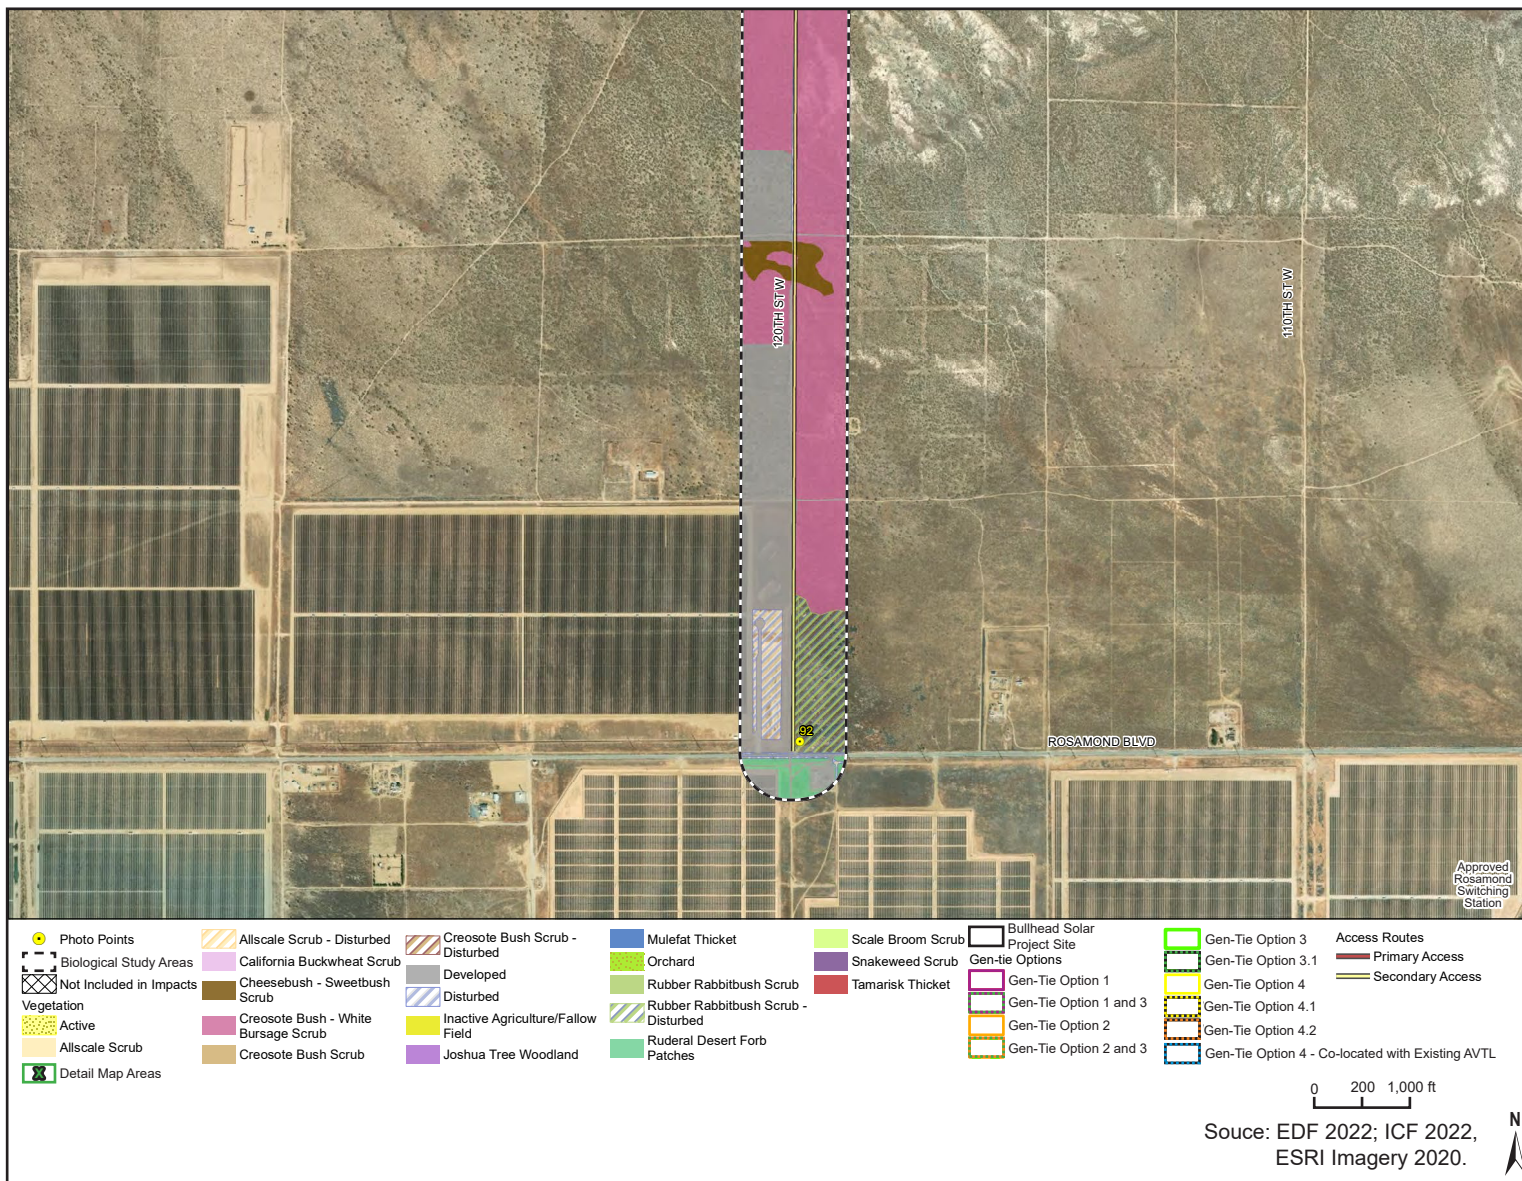 120TH ST W
110TH ST W
92
ROSAMOND BLVD
Approved
Rosamond
Switching
Station
Photo Points
Biological Study Areas
Not Included in Impacts
Vegetation
Active
Allscale Scrub
Detail Map Areas
Allscale Scrub - Disturbed
California Buckwheat Scrub
Cheesebush - Sweetbush
Scrub
Creosote Bush - White
Bursage Scrub
Creosote Bush Scrub
Creosote Bush Scrub -
Disturbed
Developed
Disturbed
Inactive Agriculture/Fallow
Field
Joshua Tree Woodland
Mulefat Thicket
Orchard
Rubber Rabbitbush Scrub
Rubber Rabbitbush Scrub -
Disturbed
Ruderal Desert Forb
Patches
Scale Broom Scrub
Snakeweed Scrub
Tamarisk Thicket
Bullhead Solar
Project Site
Gen-tie Options
Gen-Tie Option 1
Gen-Tie Option 1 and 3
Gen-Tie Option 2
Gen-Tie Option 2 and 3
Gen-Tie Option 3
Gen-Tie Option 3.1
Gen-Tie Option 4
Gen-Tie Option 4.1
Gen-Tie Option 4.2
Gen-Tie Option 4 - Co-located with Existing AVTL
Access Routes
Primary Access
Secondary Access
0 200 1,000 ft
Souce: EDF 2022; ICF 2022,
ESRI Imagery 2020.
N